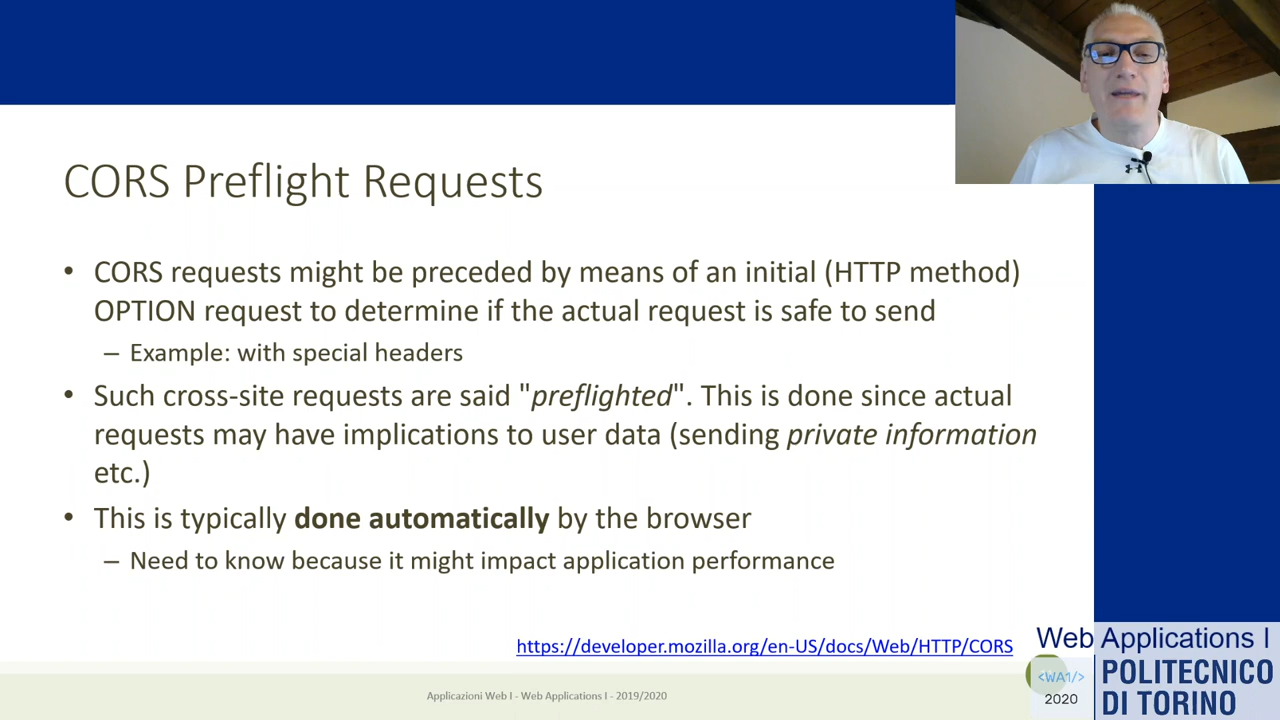 CORS Preflight Requests
• CORS requests might be preceded by means of an initial (HTTP method)
OPTION request to determine if the actual request is safe to send
– Example: with special headers
• Such cross-site requests are said "preflighted". This is done since actual
requests may have implications to user data (sending private information
etc.)
• This is typically done automatically by the browser
– Need to know because it might impact application performance
https://developer.mozilla.org/en-US/docs/Web/HTTP/CORS
Applicazioni Web I - Web Applications I - 2019/2020
Web Applications I
<WA1/>
2020
POLITECNICO
DI TORINO